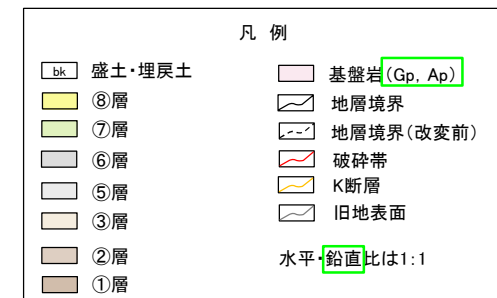 凡 例
bk 盛土・埋戻土
⑧層
⑦層
⑥層
⑤層
③層
②層
①層
基盤岩(Gp, Ap)
地層境界
地層境界(改変前)
破砕帯
K断層
旧地表面
水平・鉛直比は1:1